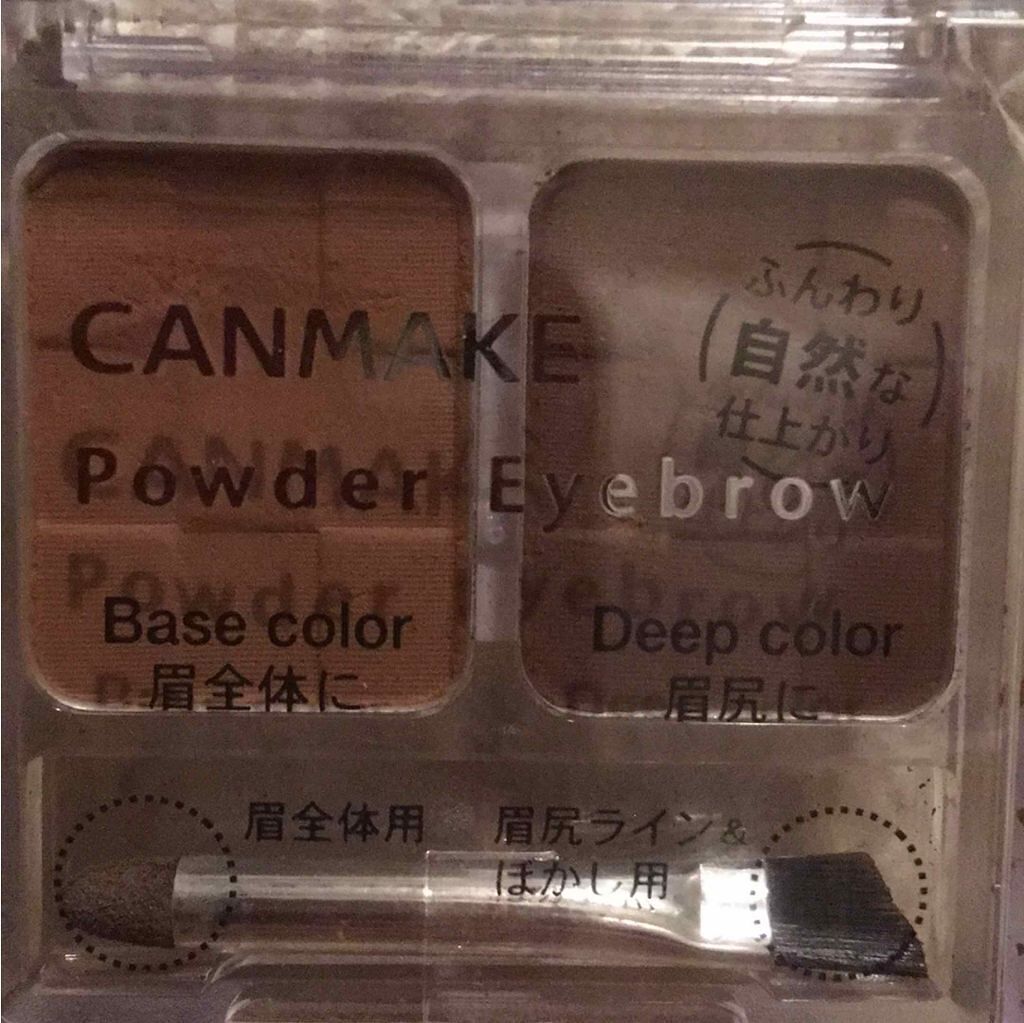 CANMAKE
ふんわり
自然な
仕上がり
Powder Eyebrow
Base color
眉全体に
Deep color
眉尻に
眉全体用
眉尻ライン&
ぼかし用